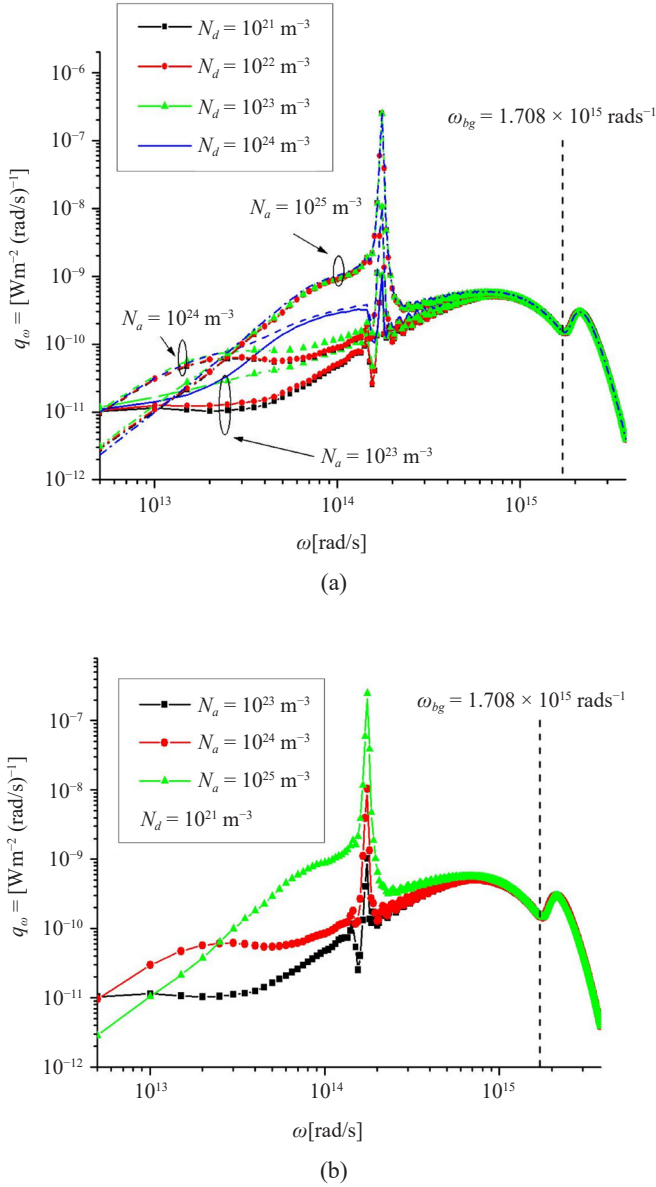 N_d = 10^21 m^−3
N_d = 10^22 m^−3
N_d = 10^23 m^−3
N_d = 10^24 m^−3
ω_bg = 1.708 × 10^15 rads^−1
N_a = 10^25 m^−3
N_a = 10^24 m^−3
N_a = 10^23 m^−3
q_ω = [Wm^−2 (rad/s)^−1]
10^−6
10^−7
10^−8
10^−9
10^−10
10^−11
10^−12
10^13 10^14 10^15
ω[rad/s]
(a)
N_a = 10^23 m^−3
N_a = 10^24 m^−3
N_a = 10^25 m^−3
N_d = 10^21 m^−3
ω_bg = 1.708 × 10^15 rads^−1
q_ω = [Wm^−2 (rad/s)^−1]
10^−7
10^−8
10^−9
10^−10
10^−11
10^−12
10^13 10^14 10^15
ω[rad/s]
(b)